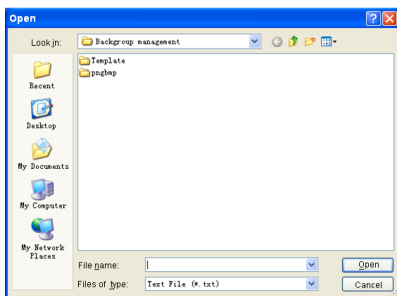 Open
Look in:
Backgroup management
Template
pngbmp
Recent
Desktop
My Documents
My Computer
My Network
Places
File name:
Open
Files of type:
Text File (*.txt)
Cancel